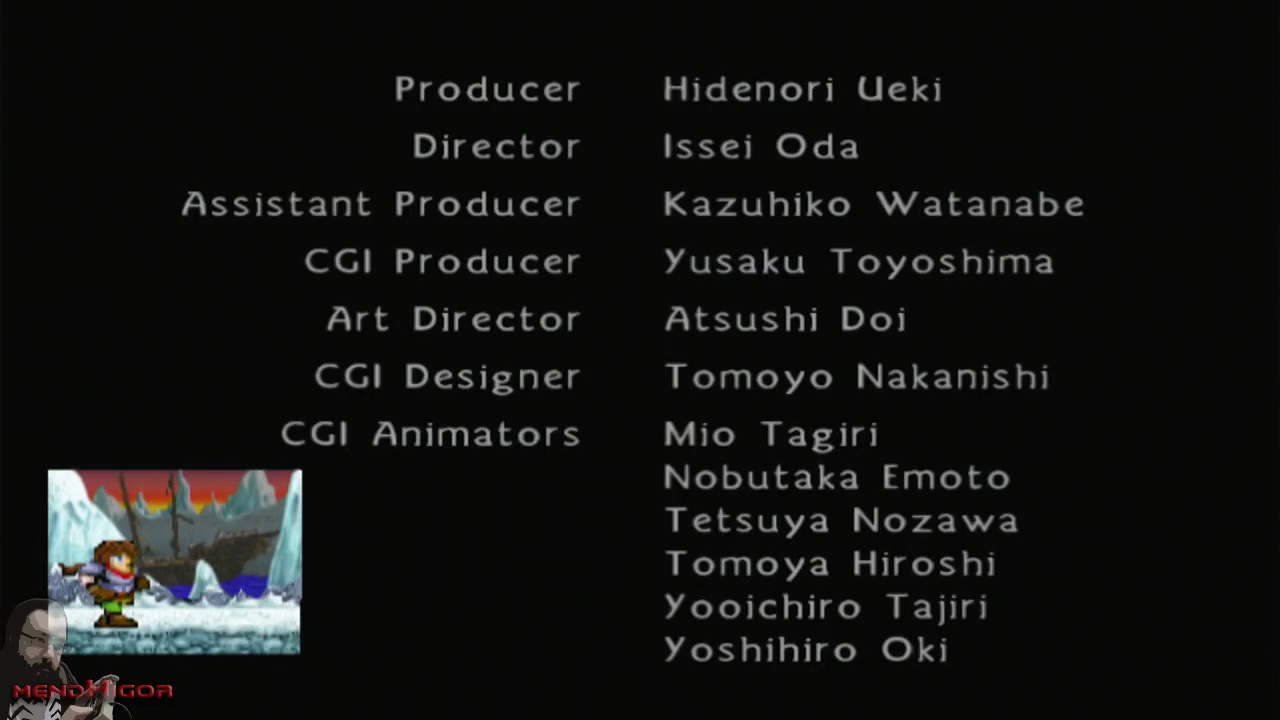 Producer Hidenori Ueki
Director Issei Oda
Assistant Producer Kazuhiko Watanabe
CGI Producer Yusaku Toyoshima
Art Director Atsushi Doi
CGI Designer Tomoyo Nakanishi
CGI Animators Mio Tagiri
Nobutaka Emoto
Tetsuya Nozawa
Tomoya Hiroshi
Yooichiro Tajiri
Yoshihiro Oki
MENDHIGOR